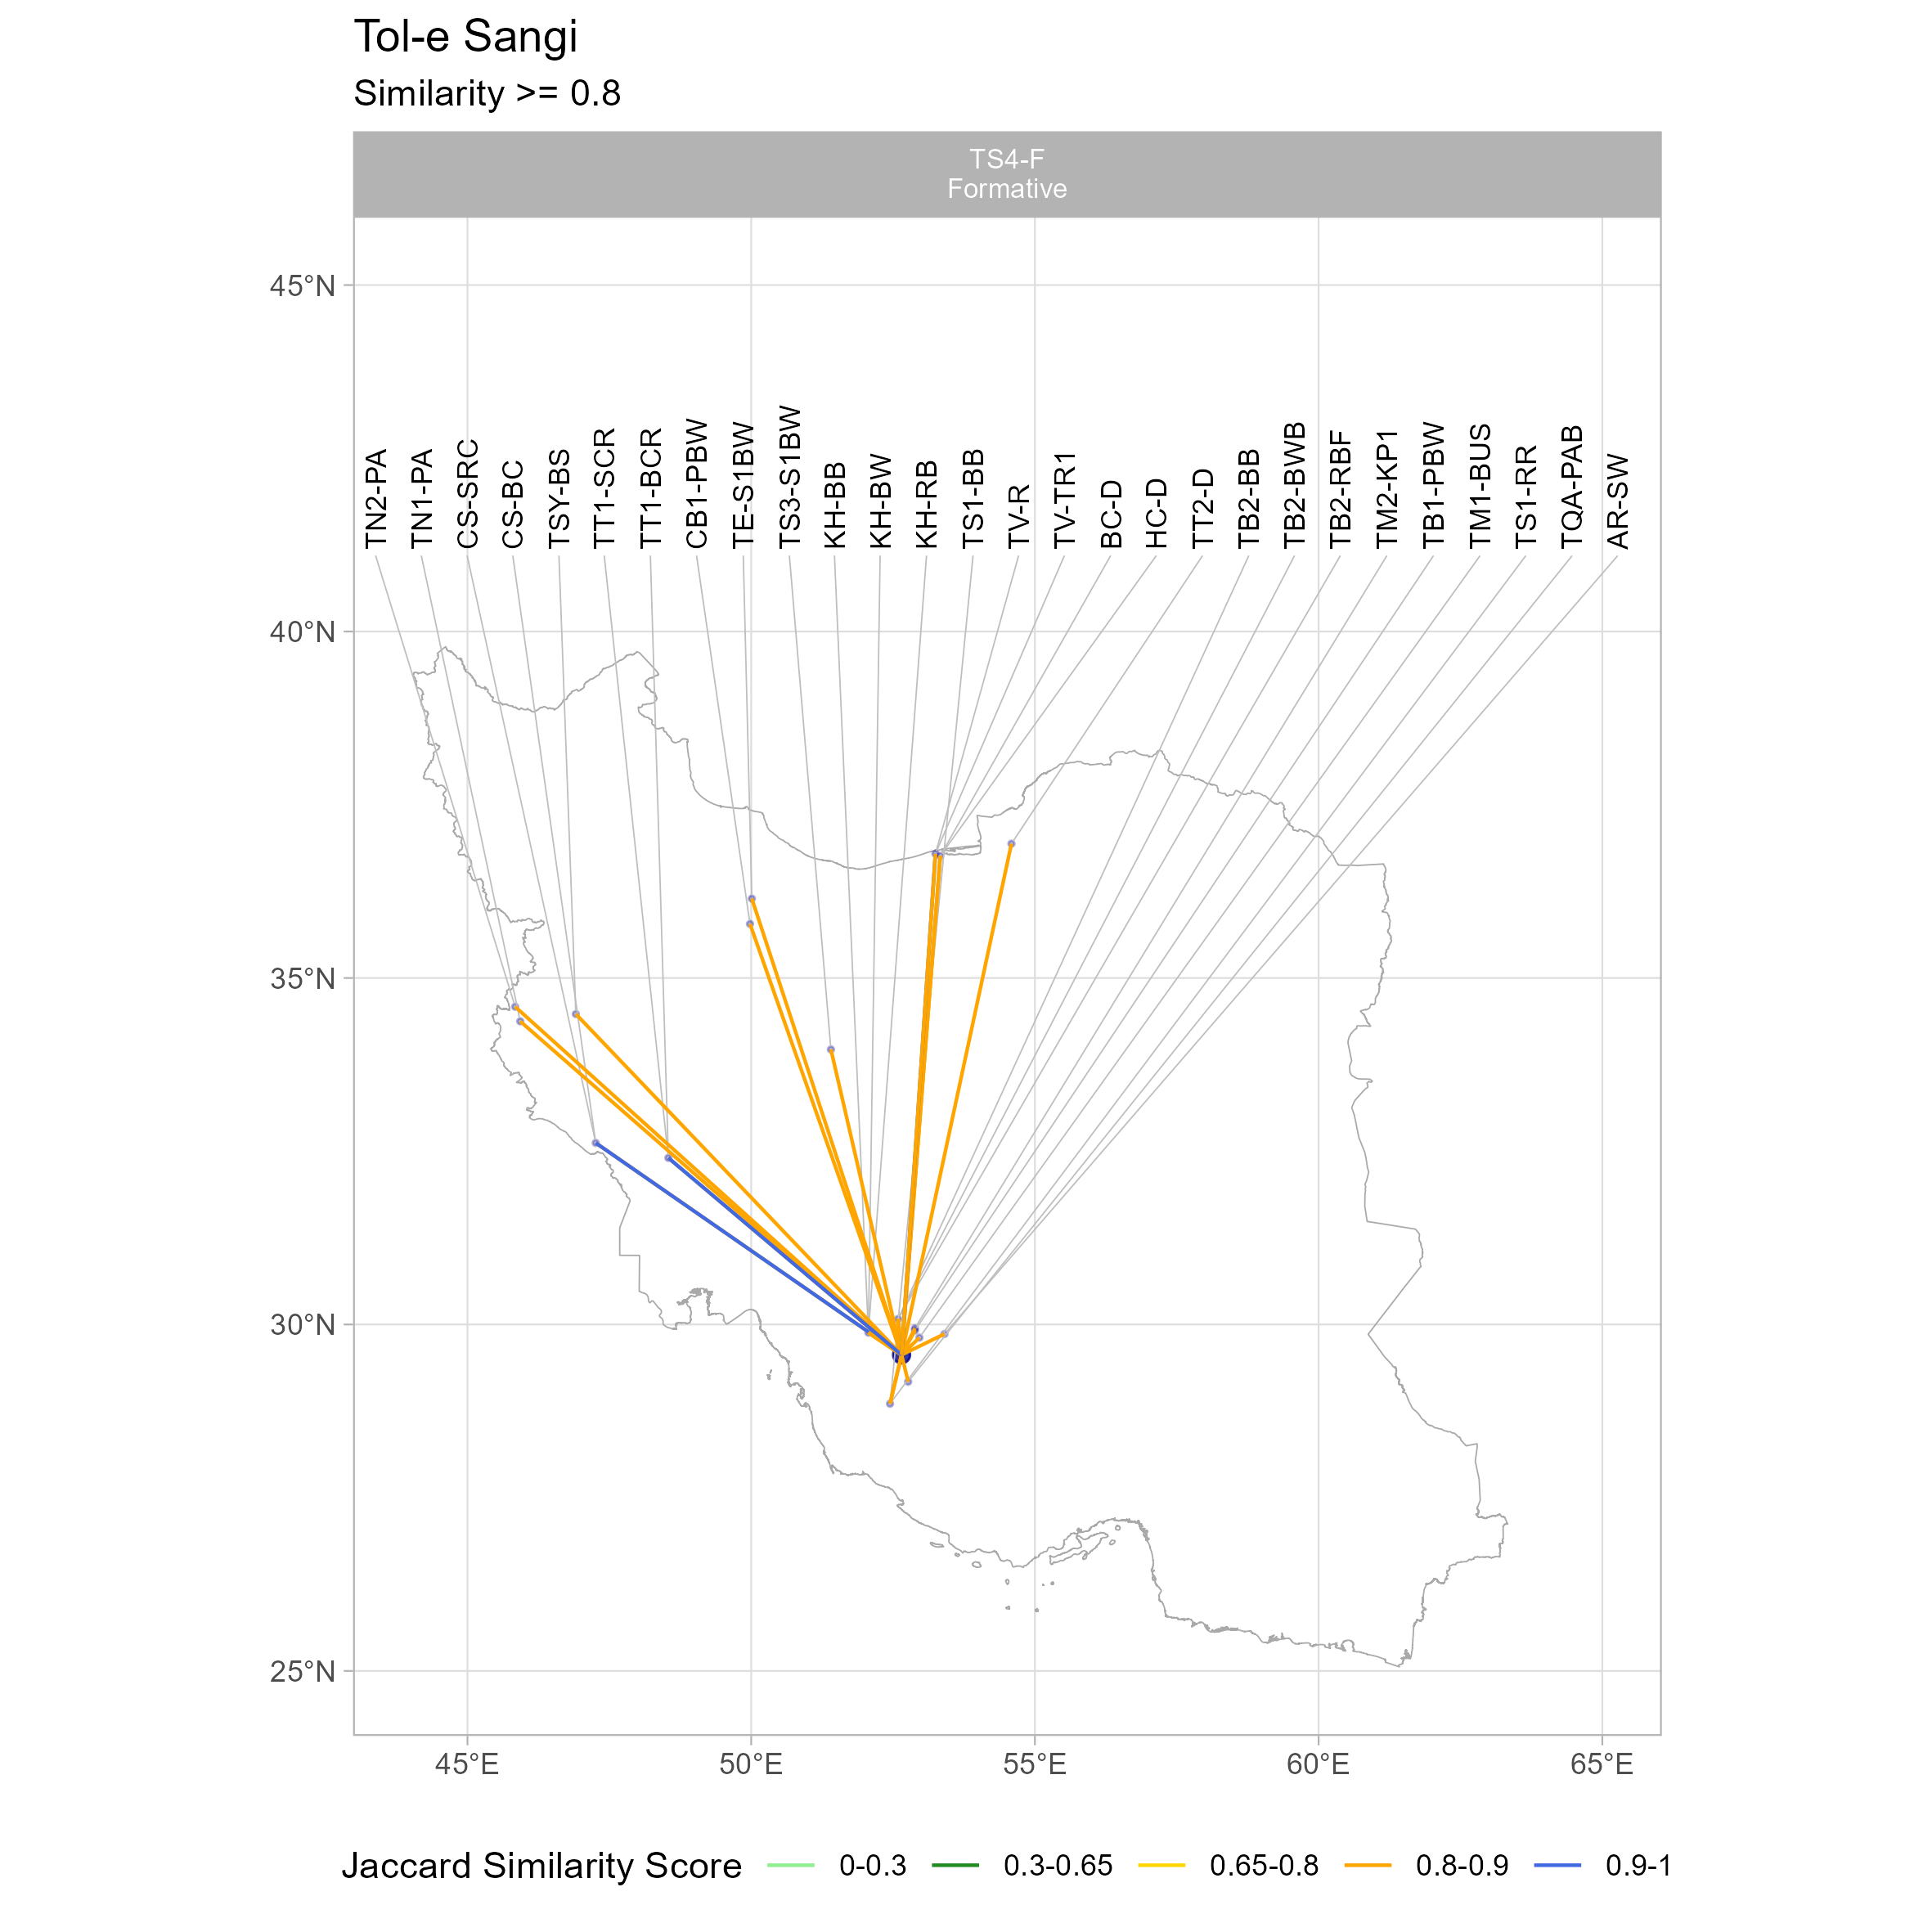 Tol-e Sangi
Similarity >= 0.8
TS4-F
Formative
45°N
40°N
35°N
30°N
25°N
TN2-PA
TN1-PA
CS-SRC
CS-BC
TSY-BS
TT1-SCR
TT1-BCR
CB1-PBW
TE-S1BW
TS3-S1BW
KH-BB
KH-BW
KH-RB
TS1-BB
TV-R
TV-TR1
BC-D
HC-D
TT2-D
TB2-BB
TB2-BWB
TB2-RBF
TM2-KP1
TB1-PBW
TM1-BUS
TS1-RR
TQA-PAB
AR-SW
45°E 50°E 55°E 60°E 65°E
Jaccard Similarity Score 0-0.3 0.3-0.65 0.65-0.8 0.8-0.9 0.9-1